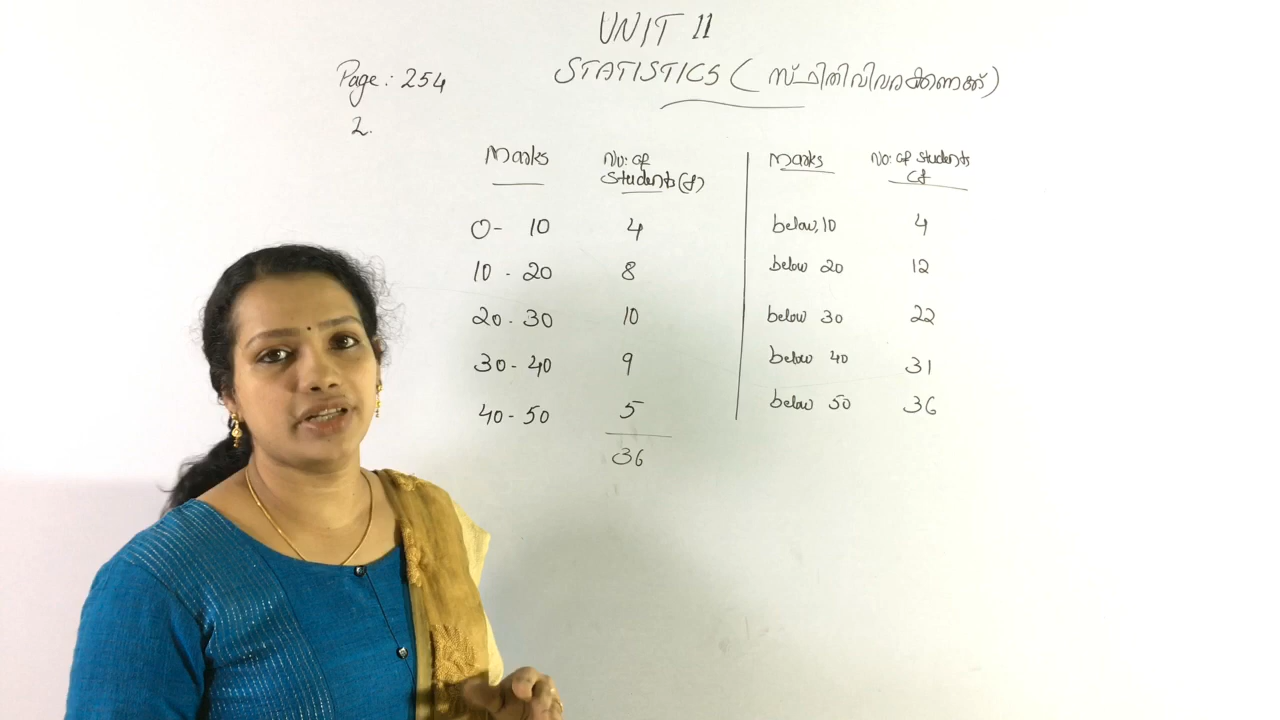 UNIT 11
STATISTICS (സ്ഥിതിവിവരക്കണക്ക്)
Page: 254
2.
Marks No: of Students (f)
0- 10 4
10 - 20 8
20 - 30 10
30 - 40 9
40 - 50 5
36
Marks No: of students cf
below 10 4
below 20 12
below 30 22
below 40 31
below 50 36